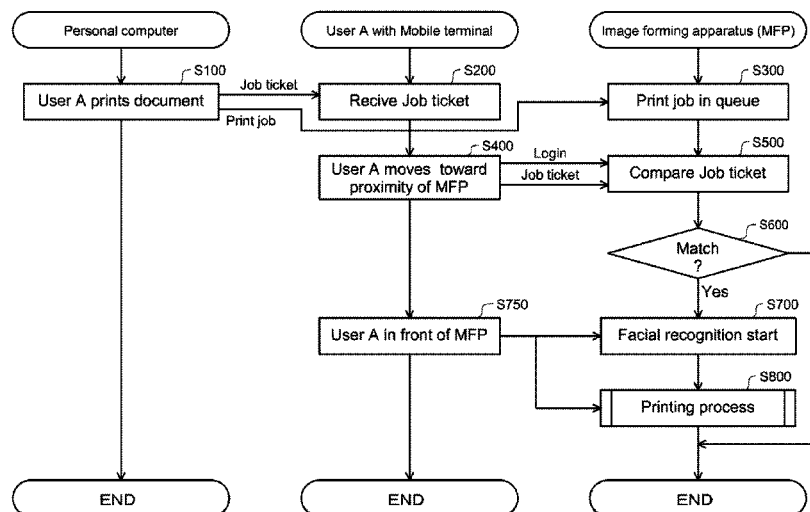 Personal computer
User A with Mobile terminal
Image forming apparatus (MFP)
S100
S200
S300
User A prints document
Job ticket
Recive Job ticket
Print job in queue
Print job
S400
S500
User A moves toward
proximity of MFP
Login
Job ticket
Compare Job ticket
S600
Match
?
Yes
S750
S700
User A in front of MFP
Facial recognition start
S800
Printing process
END
END
END